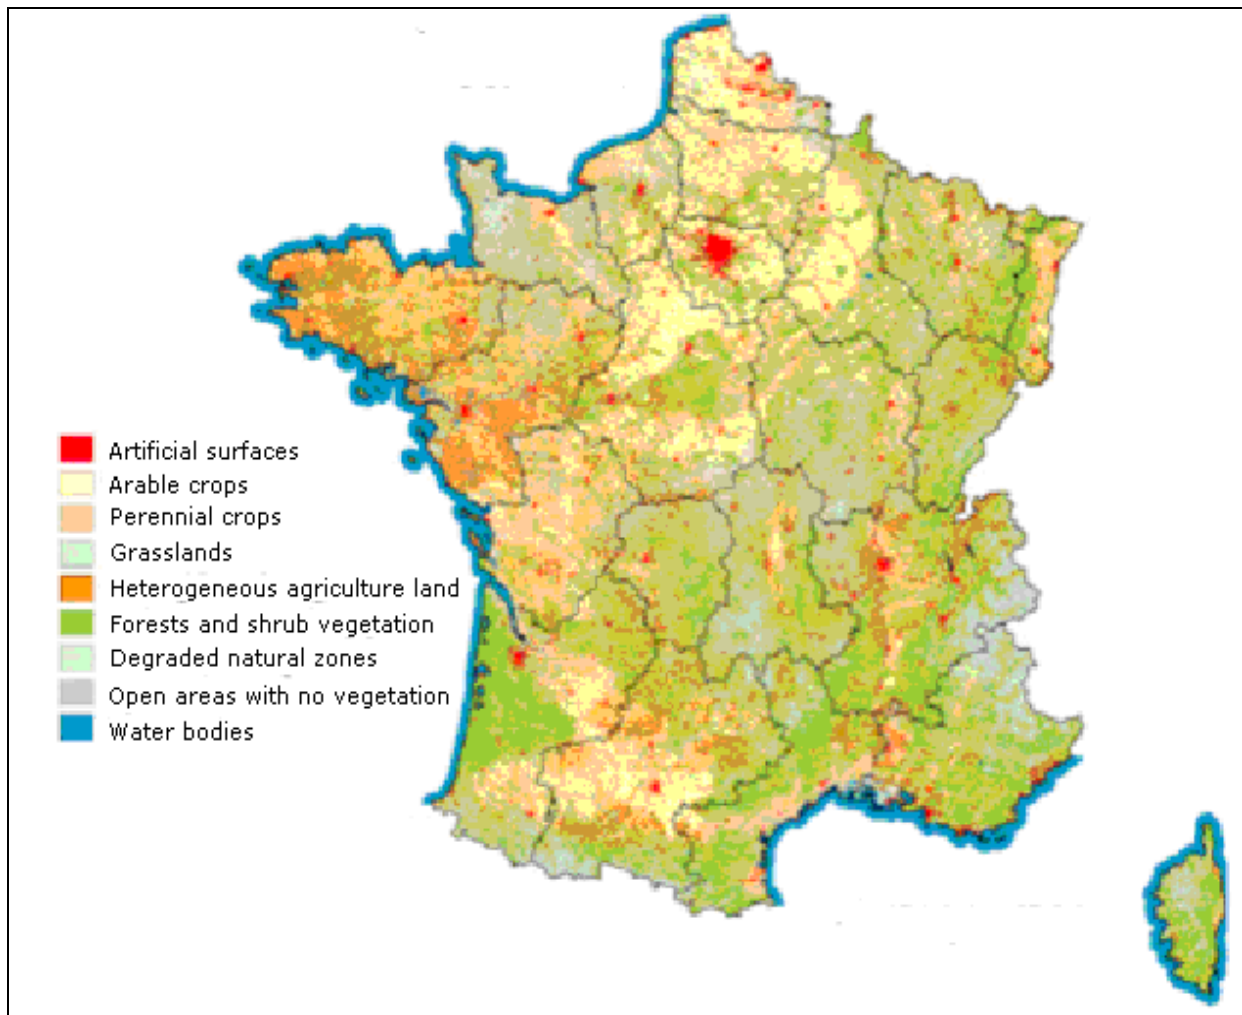 Artificial surfaces
Arable crops
Perennial crops
Grasslands
Heterogeneous agriculture land
Forests and shrub vegetation
Degraded natural zones
Open areas with no vegetation
Water bodies